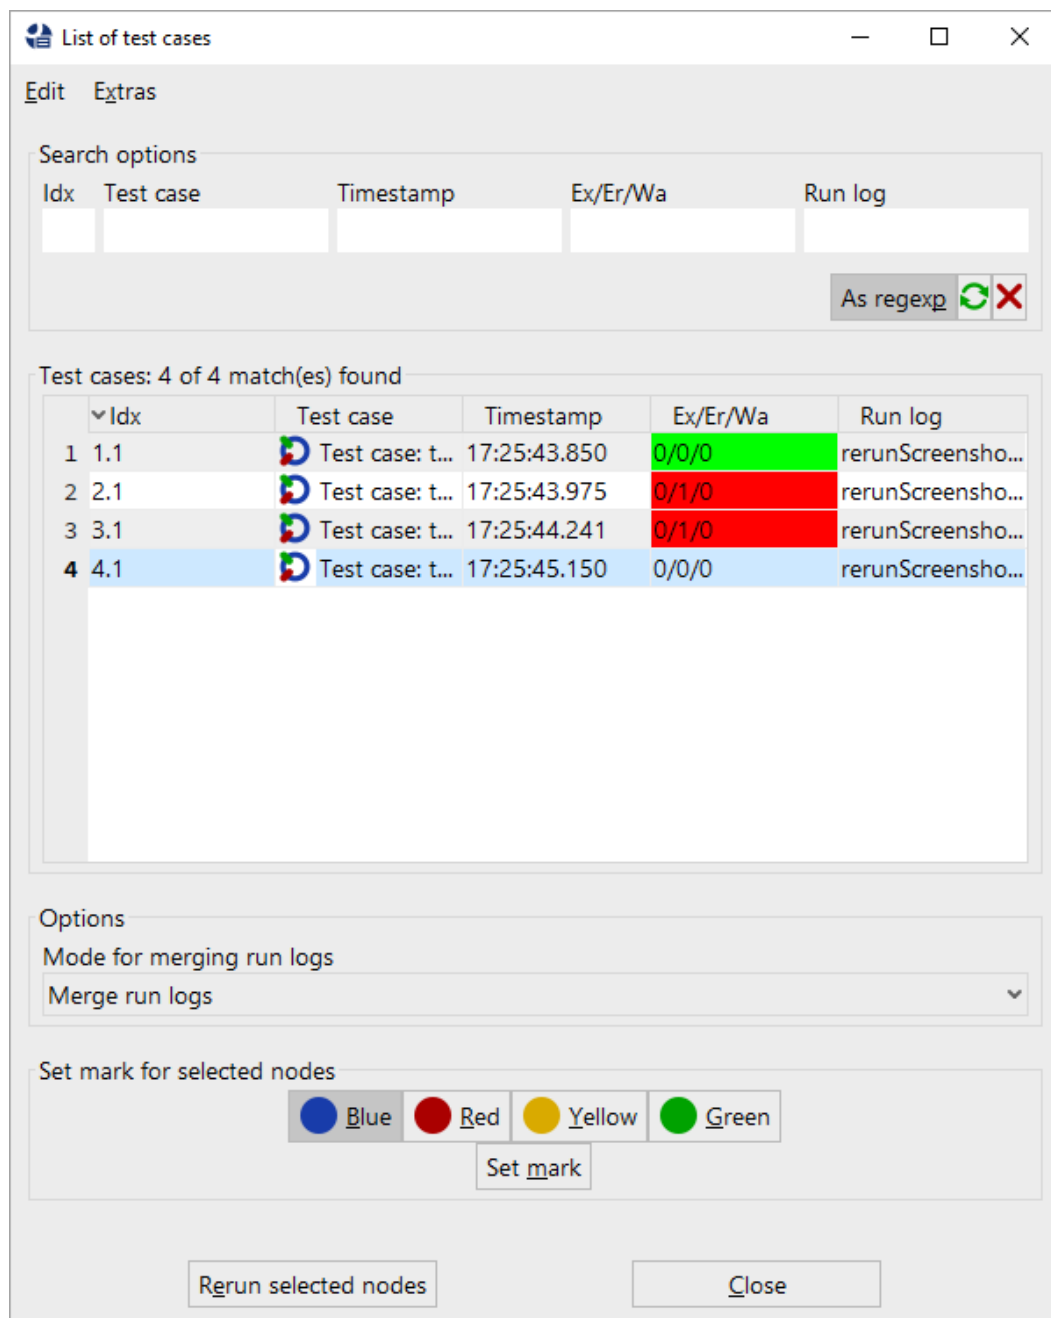 List of test cases
Edit Extras
Search options
Idx Test case Timestamp Ex/Er/Wa Run log
As regexp
Test cases: 4 of 4 match(es) found
Idx Test case Timestamp Ex/Er/Wa Run log
1 1.1 Test case: t... 17:25:43.850 0/0/0 rerunScreensho...
2 2.1 Test case: t... 17:25:43.975 0/1/0 rerunScreensho...
3 3.1 Test case: t... 17:25:44.241 0/1/0 rerunScreensho...
4 4.1 Test case: t... 17:25:45.150 0/0/0 rerunScreensho...
Options
Mode for merging run logs
Merge run logs
Set mark for selected nodes
Blue Red Yellow Green
Set mark
Rerun selected nodes Close